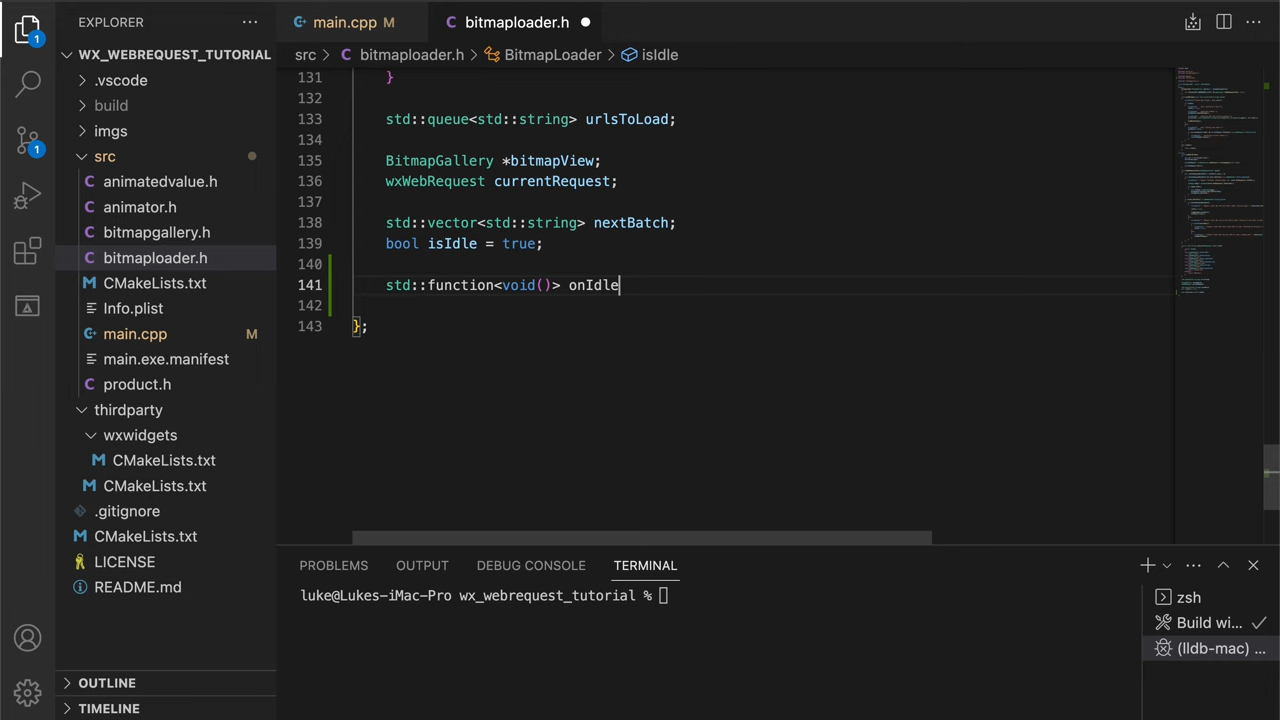 EXPLORER
WX_WEBREQUEST_TUTORIAL
.vscode
build
imgs
src
animatedvalue.h
animator.h
bitmapgallery.h
bitmaploader.h
CMakeLists.txt
Info.plist
main.cpp M
main.exe.manifest
product.h
thirdparty
wxwidgets
CMakeLists.txt
CMakeLists.txt
.gitignore
CMakeLists.txt
LICENSE
README.md
OUTLINE
TIMELINE
1
1
main.cpp M
bitmaploader.h
src > bitmaploader.h > BitmapLoader > isIdle
131 }
132
133 std::queue<std::string> urlsToLoad;
134
135 BitmapGallery *bitmapView;
136 wxWebRequest currentRequest;
137
138 std::vector<std::string> nextBatch;
139 bool isIdle = true;
140
141 std::function<void()> onIdle
142
143 };
PROBLEMS OUTPUT DEBUG CONSOLE TERMINAL
luke@Lukes-iMac-Pro wx_webrequest_tutorial %
zsh
Build wi...
(lldb-mac) ...